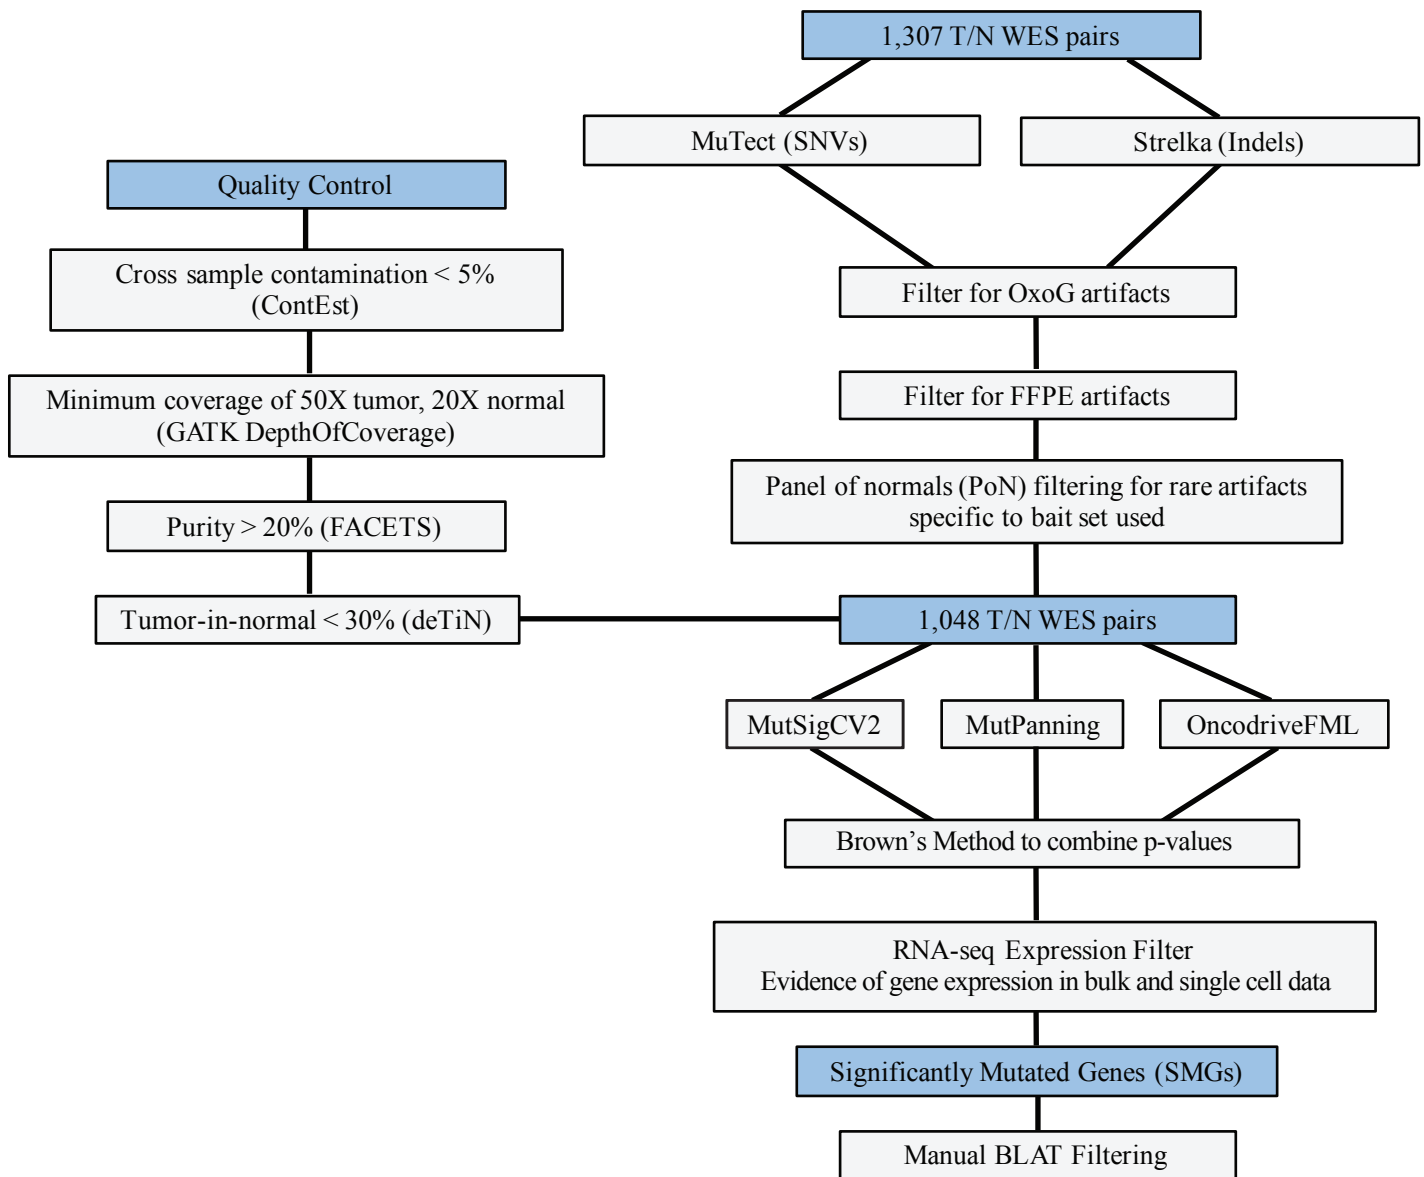 1,307 T/N WES pairs
MuTect (SNVs)
Strelka (Indels)
Quality Control
Cross sample contamination < 5%
(ContEst)
Filter for OxoG artifacts
Minimum coverage of 50X tumor, 20X normal
(GATK DepthOfCoverage)
Filter for FFPE artifacts
Panel of normals (PoN) filtering for rare artifacts
specific to bait set used
Purity > 20% (FACETS)
Tumor-in-normal < 30% (deTiN)
1,048 T/N WES pairs
MutSigCV2
MutPanning
OncodriveFML
Brown’s Method to combine p-values
RNA-seq Expression Filter
Evidence of gene expression in bulk and single cell data
Significantly Mutated Genes (SMGs)
Manual BLAT Filtering